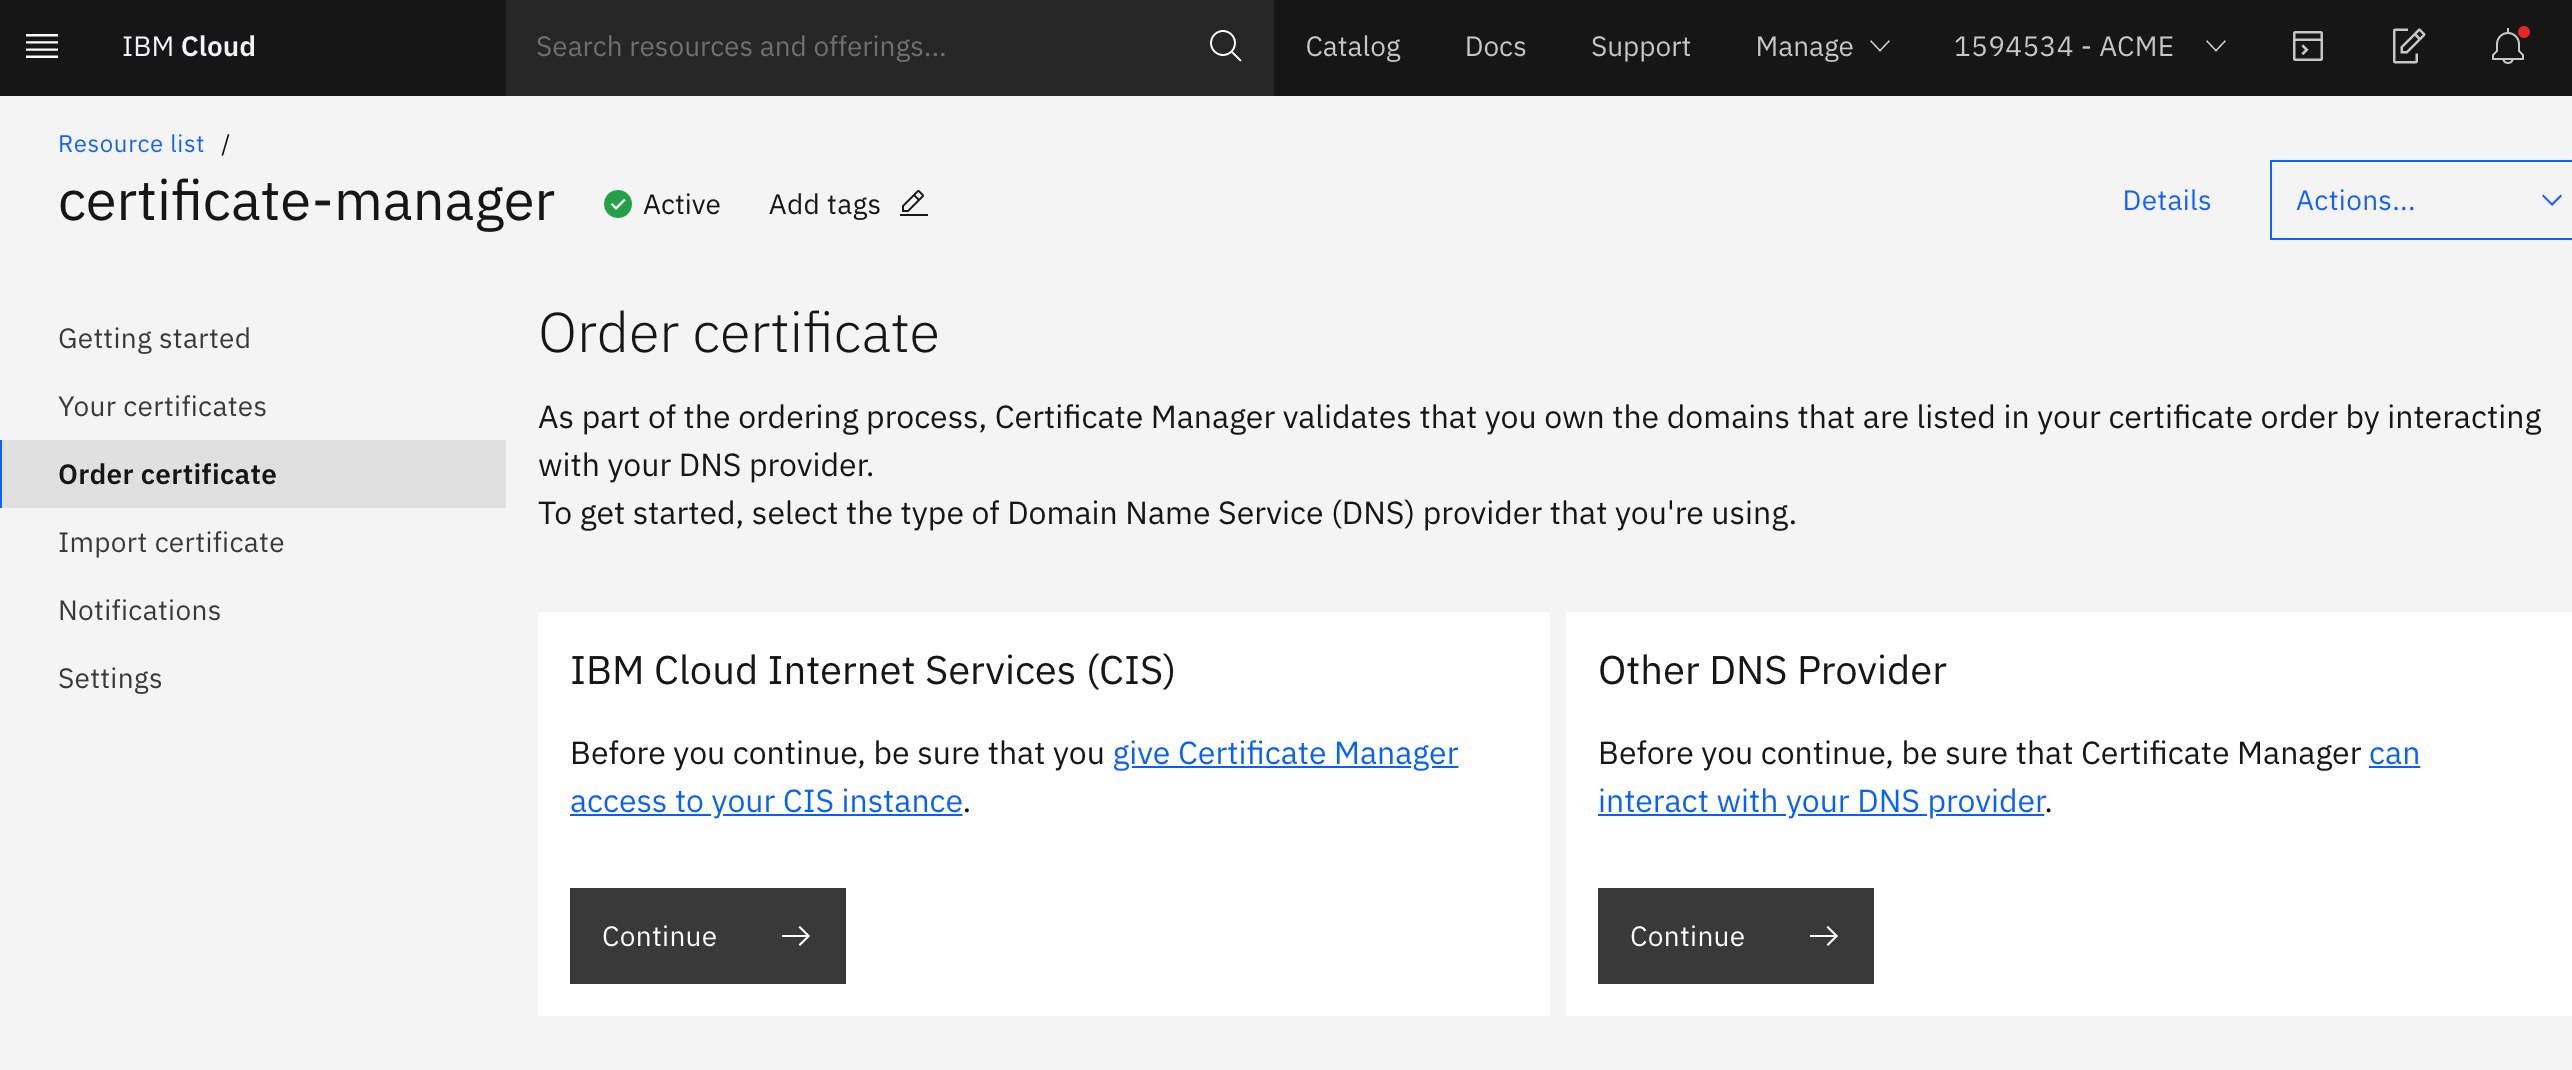 IBM Cloud
Search resources and offerings...
Catalog
Docs
Support
Manage
1594534 - ACME
Resource list /
certificate-manager
Active
Add tags
Details
Actions...
Getting started
Your certificates
Order certificate
Import certificate
Notifications
Settings
Order certificate
As part of the ordering process, Certificate Manager validates that you own the domains that are listed in your certificate order by interacting
with your DNS provider.
To get started, select the type of Domain Name Service (DNS) provider that you're using.
IBM Cloud Internet Services (CIS)
Before you continue, be sure that you give Certificate Manager
access to your CIS instance.
Continue
Other DNS Provider
Before you continue, be sure that Certificate Manager can
interact with your DNS provider.
Continue